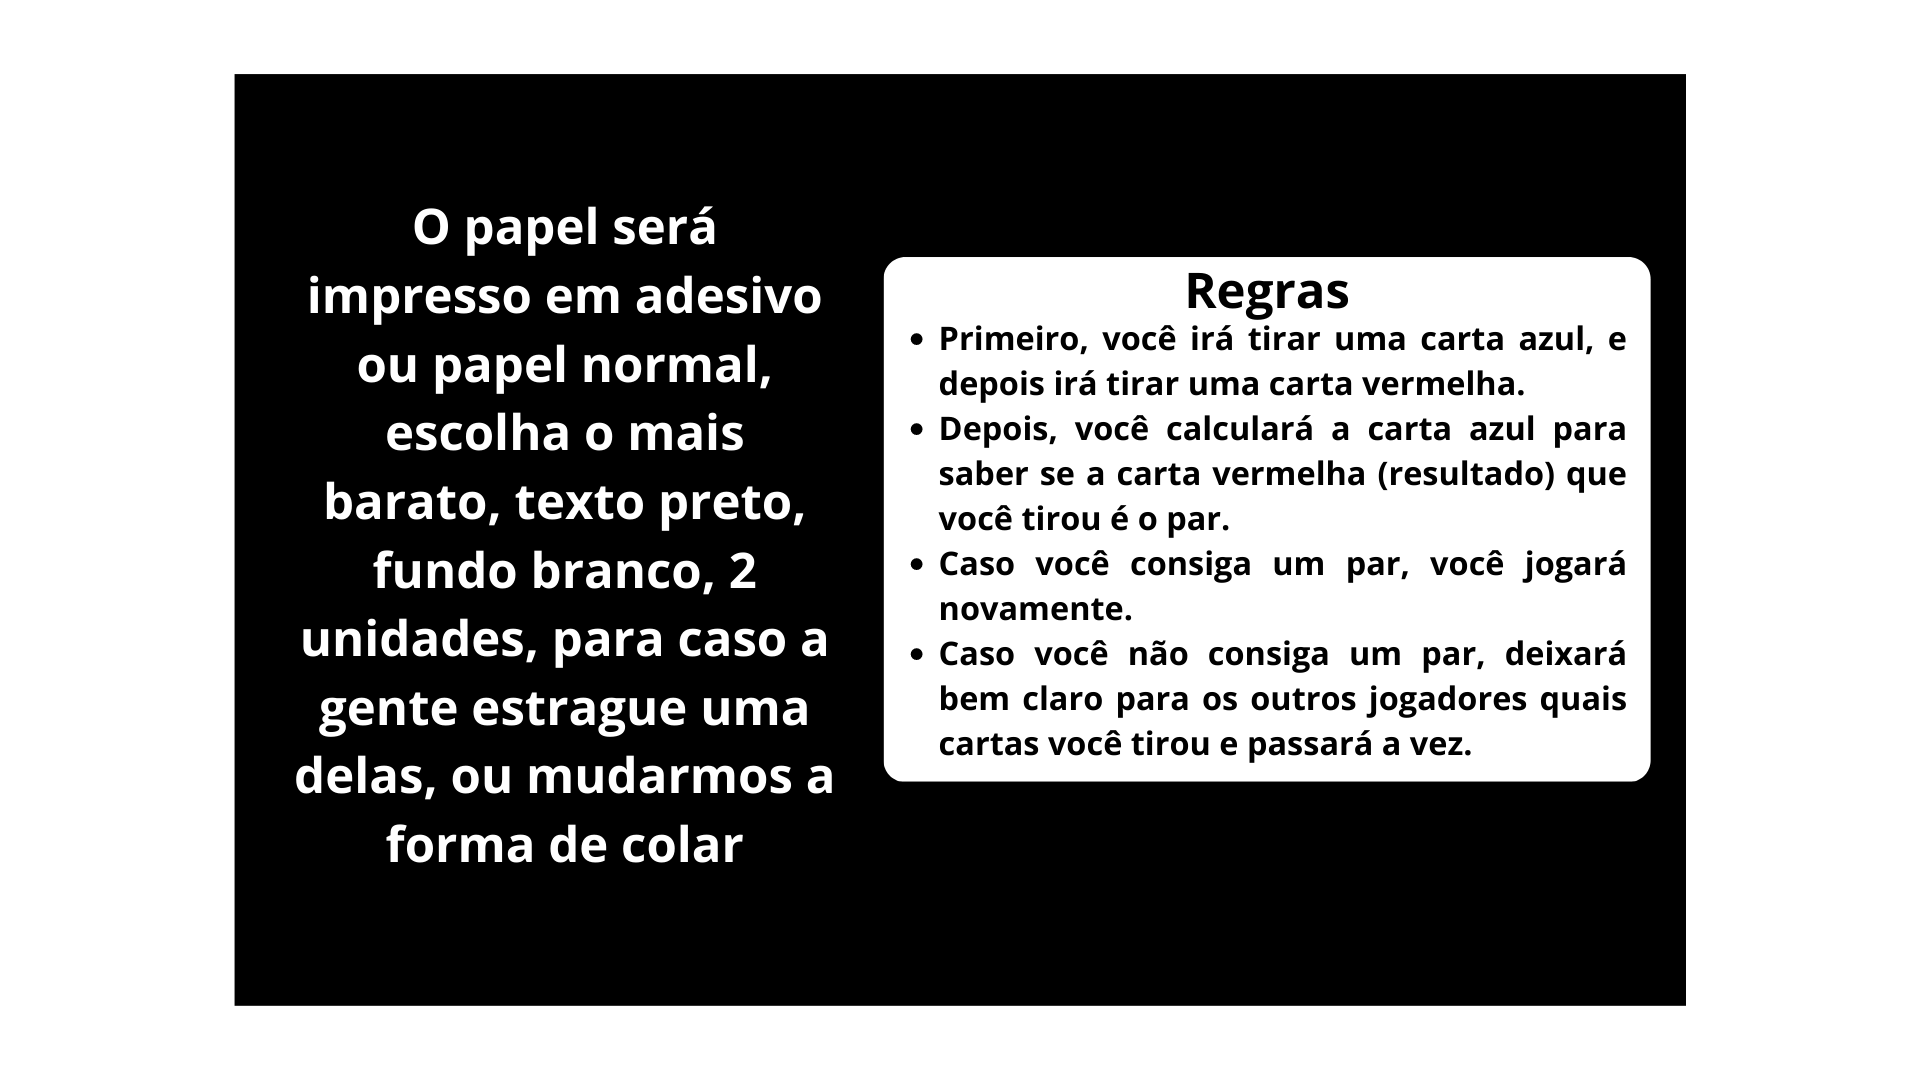 O papel será
impresso em adesivo
ou papel normal,
escolha o mais
barato, texto preto,
fundo branco, 2
unidades, para caso a
gente estrague uma
delas, ou mudarmos a
forma de colar
Regras
• Primeiro, você irá tirar uma carta azul, e
depois irá tirar uma carta vermelha.
• Depois, você calculará a carta azul para
saber se a carta vermelha (resultado) que
você tirou é o par.
• Caso você consiga um par, você jogará
novamente.
• Caso você não consiga um par, deixará
bem claro para os outros jogadores quais
cartas você tirou e passará a vez.